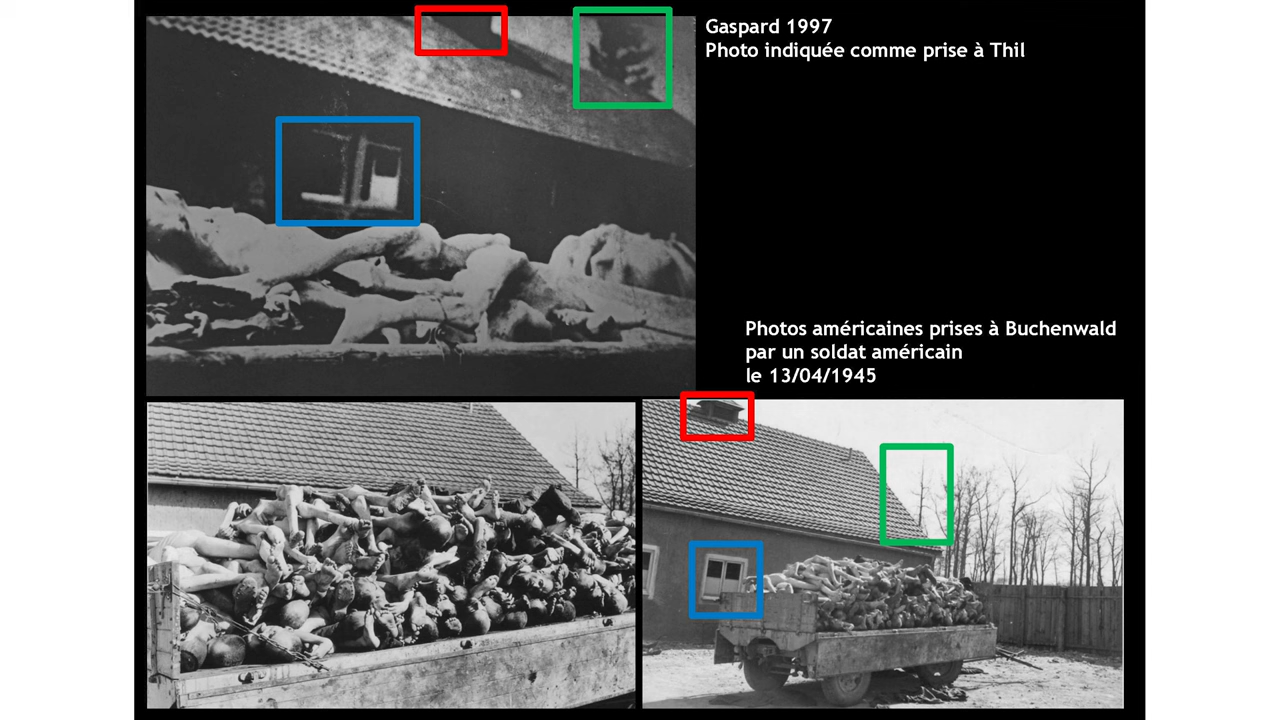 Gaspard 1997
Photo indiquée comme prise à Thil
Photos américaines prises à Buchenwald
par un soldat américain
le 13/04/1945